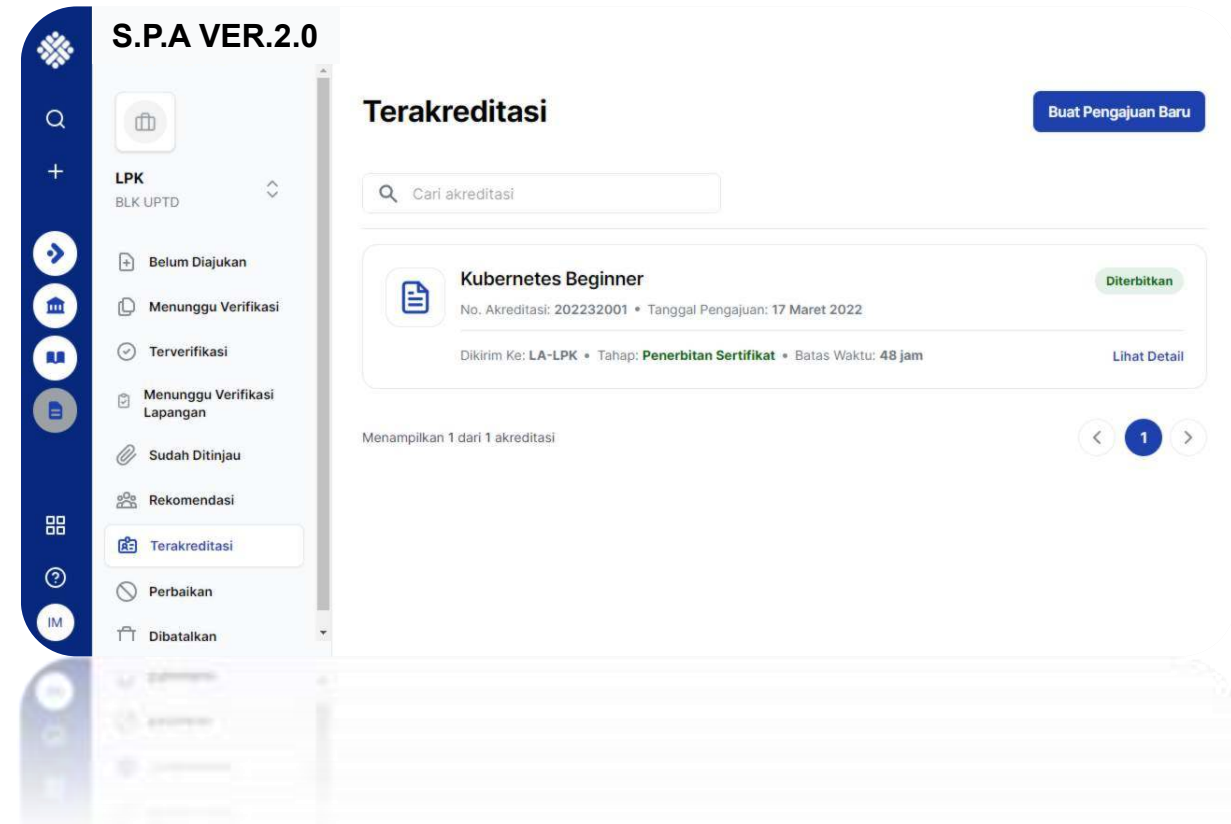 S.P.A VER.2.0
LPK
BLK UPTD
Belum Diajukan
Menunggu Verifikasi
Terverifikasi
Menunggu Verifikasi
Lapangan
Sudah Ditinjau
Rekomendasi
Terakreditasi
Perbaikan
Dibatalkan
IM
Terakreditasi
Buat Pengajuan Baru
Cari akreditasi
Kubernetes Beginner
Diterbitkan
No. Akreditasi: 202232001 • Tanggal Pengajuan: 17 Maret 2022
Dikirim Ke: LA-LPK • Tahap: Penerbitan Sertifikat • Batas Waktu: 48 jam
Lihat Detail
Menampilkan 1 dari 1 akreditasi
1